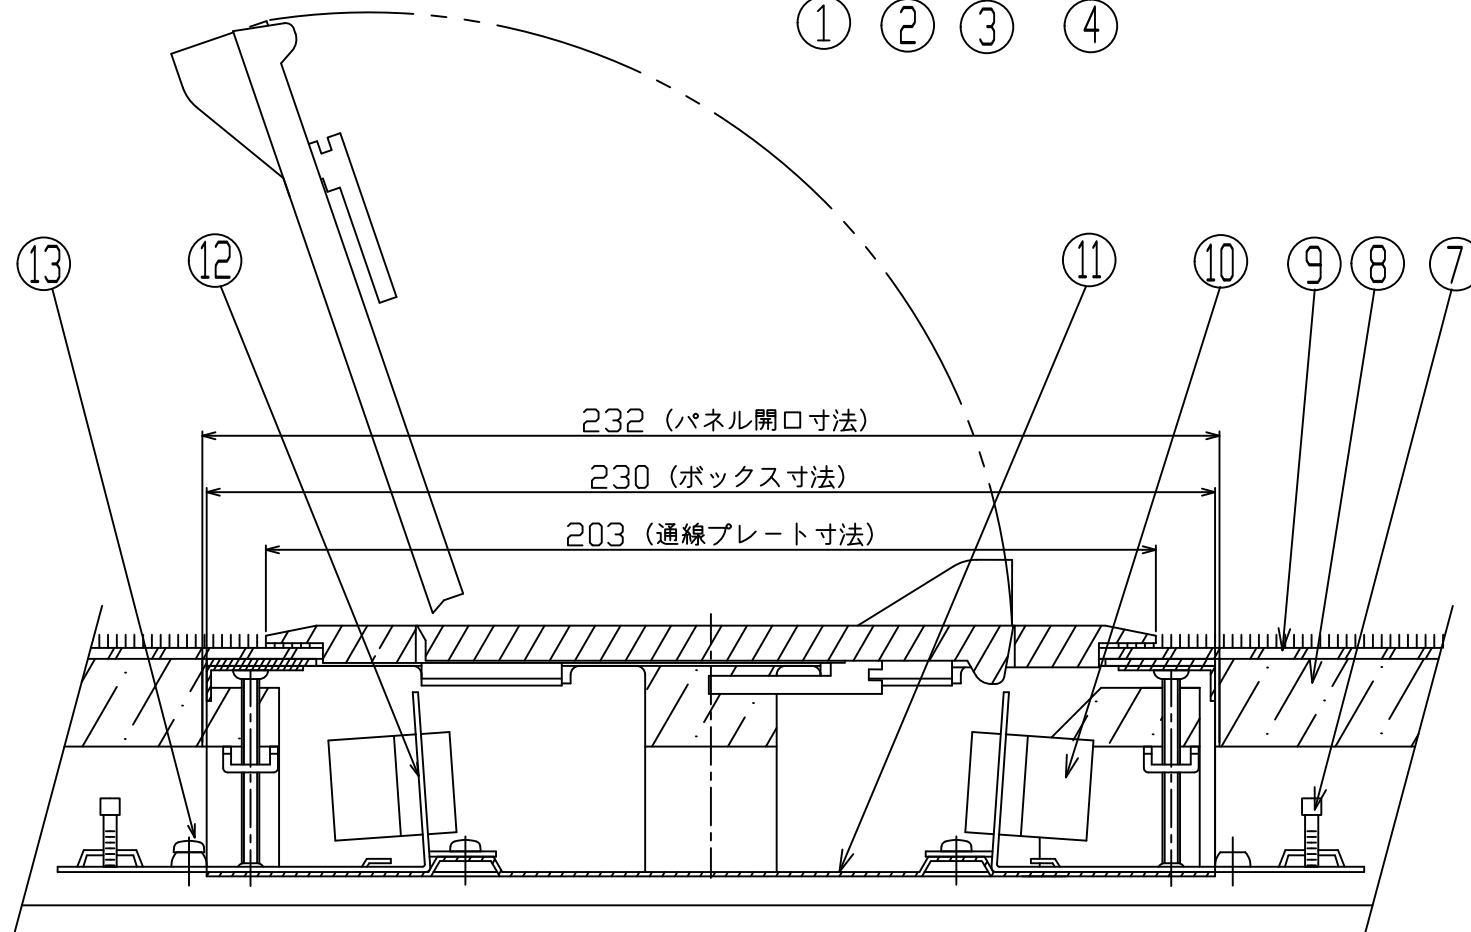 ① ② ③ ④
⑬ ⑫ ⑪ ⑩ ⑨ ⑧ ⑦
232 (パネル開口寸法)
230 (ボックス寸法)
203 (通線プレート寸法)